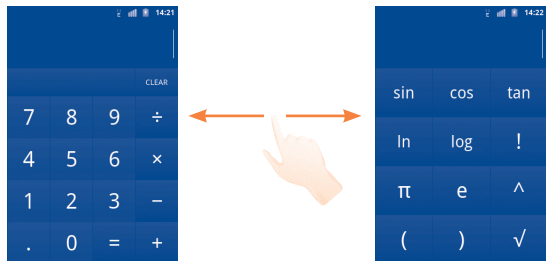 14:21
CLEAR
7 8 9 ÷
4 5 6 ×
1 2 3 −
. 0 = +
14:22
sin cos tan
ln log !
π e ^
( ) √